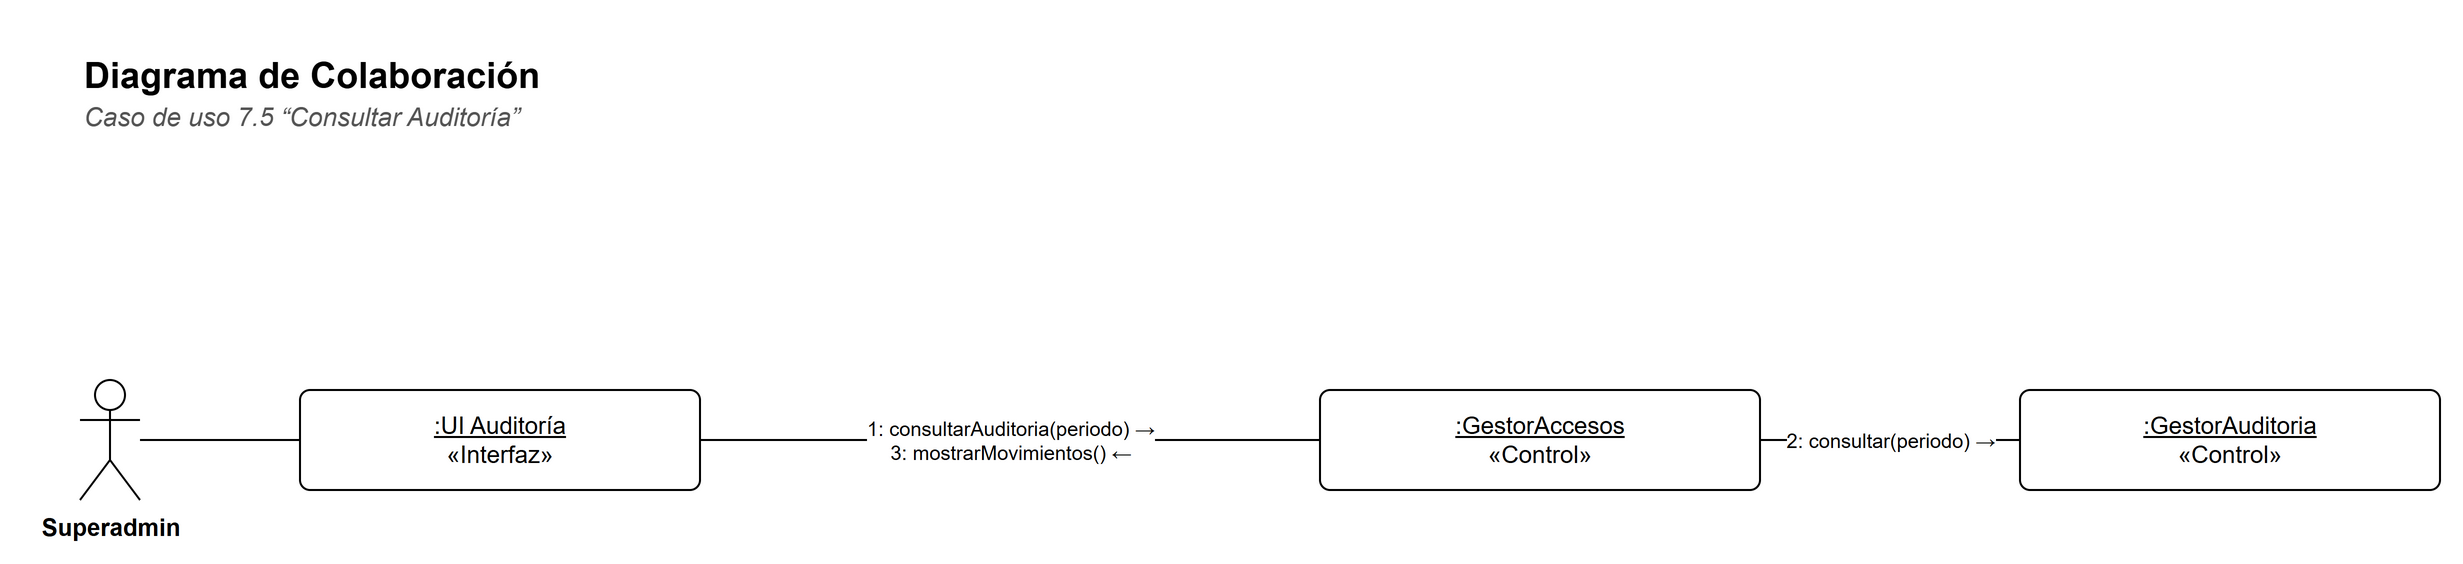 Diagrama de Colaboración
Caso de uso 7.5 “Consultar Auditoría”
:UI Auditoría
«Interfaz»
1: consultarAuditoria(periodo) →
3: mostrarMovimientos() ←
:GestorAccesos
«Control»
2: consultar(periodo) →
:GestorAuditoria
«Control»
Superadmin